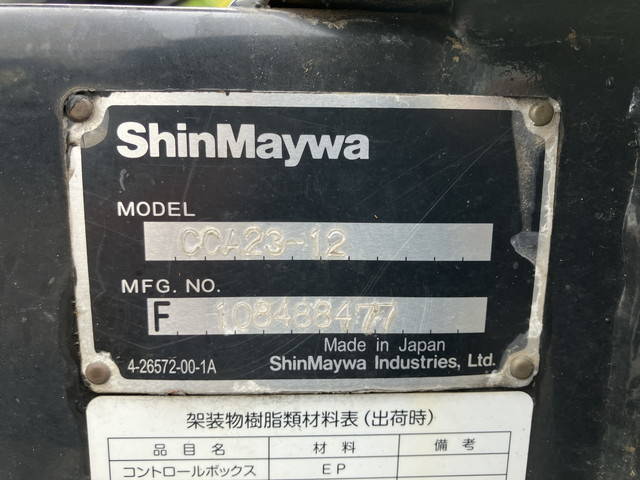 ShinMaywa
MODEL
CCA23-12
MFG. NO.
F 108488477
Made in Japan
4-26572-00-1A
ShinMaywa Industries, Ltd.
架装物樹脂類材料表(出荷時)
品目名 材料 備考
コントロールボックス EP